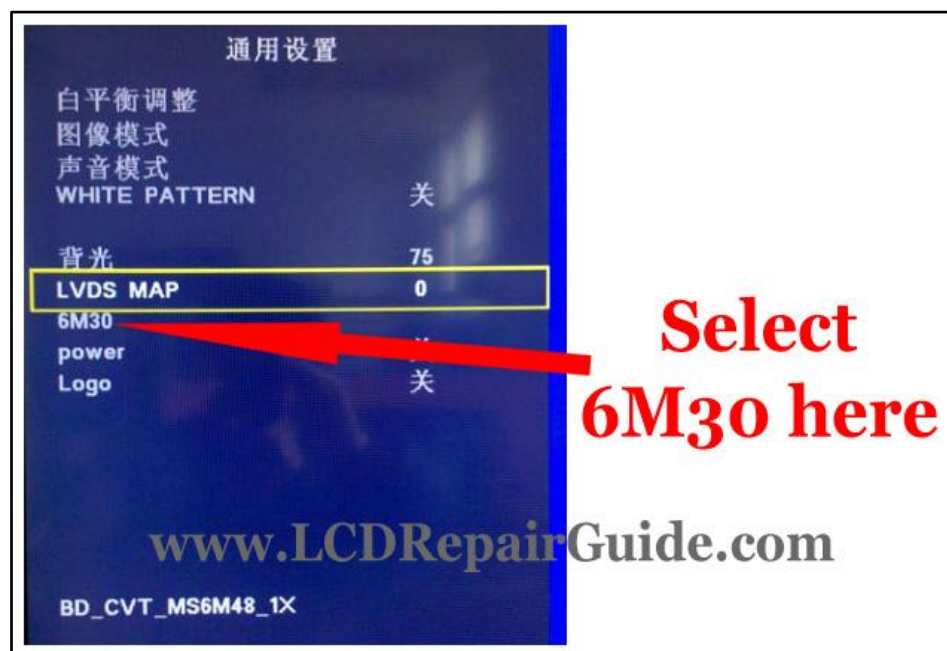 通用设置
白平衡调整
图像模式
声音模式
WHITE PATTERN 关
背光 75
LVDS MAP 0
6M30
power
Logo 关
Select
6M30 here
www.LCDRepairGuide.com
BD_CVT_MS6M48_1X